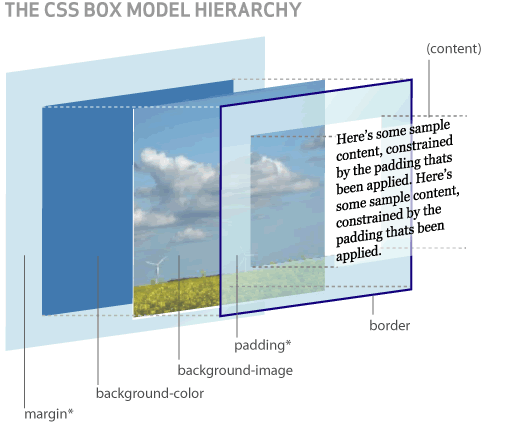 THE CSS BOX MODEL HIERARCHY
(content)
Here's some sample
content, constrained
by the padding thats
been applied. Here's
some sample content,
constrained by the
padding thats been
applied.
border
padding*
background-image
background-color
margin*